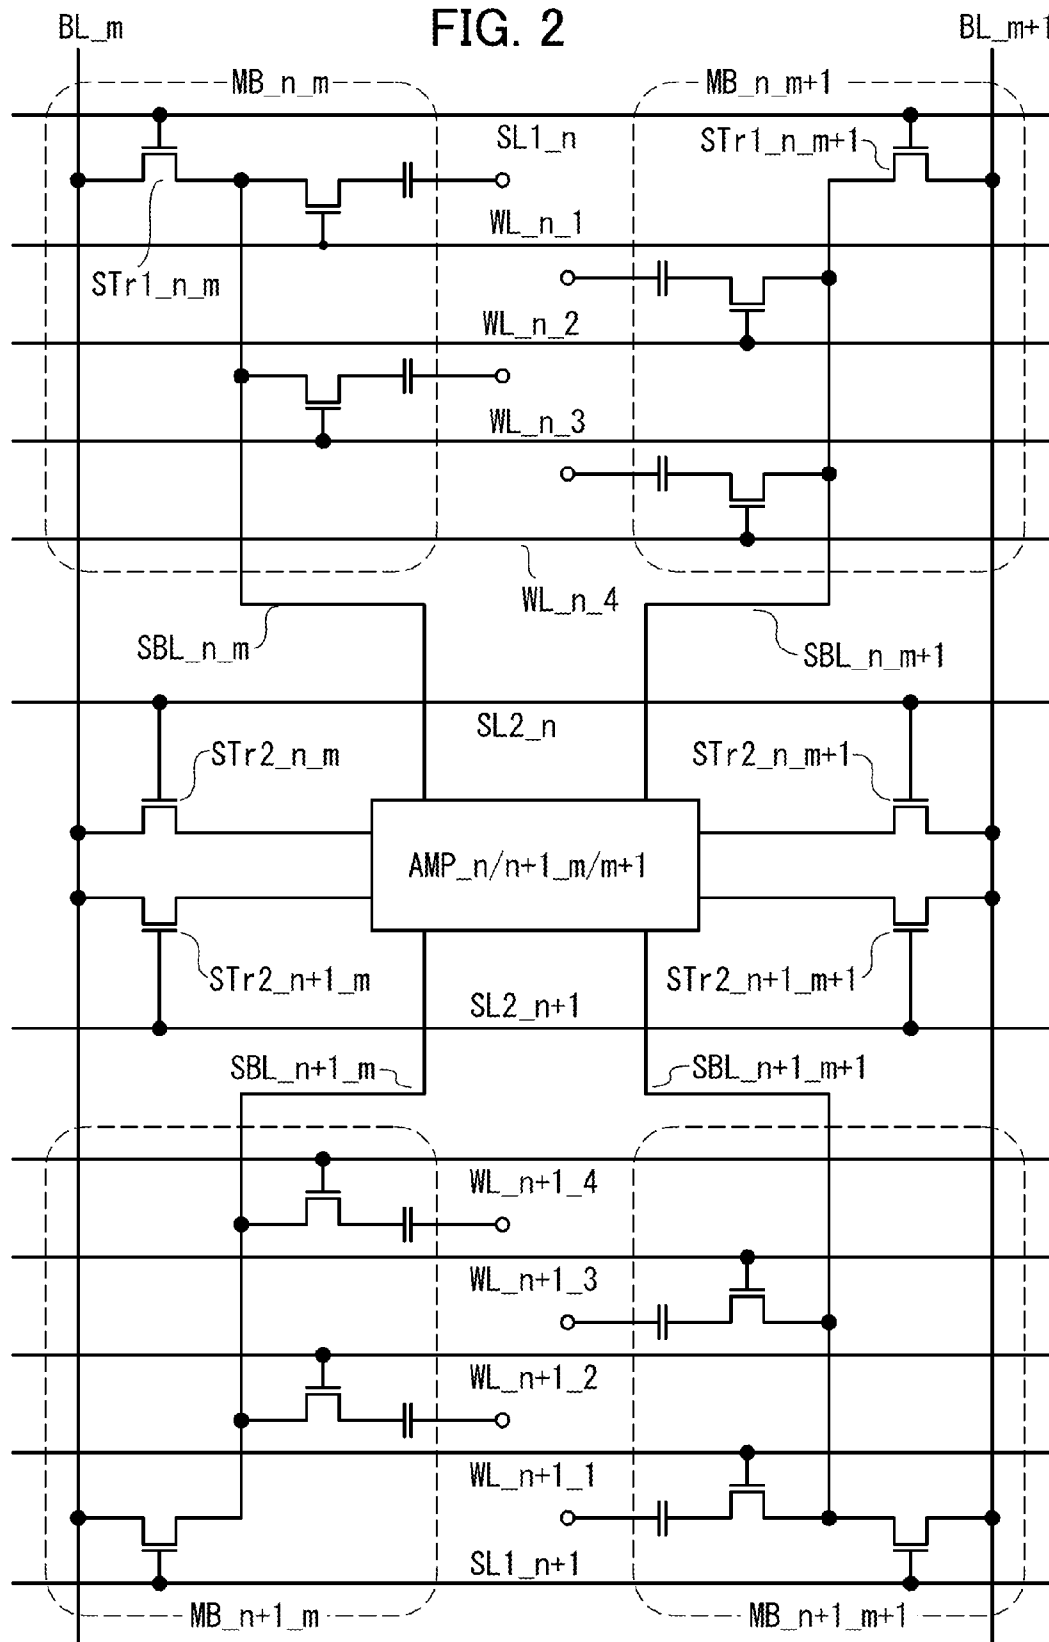 FIG. 2
BL_m
BL_m+1
MB_n_m
MB_n_m+1
SL1_n
STr1_n_m+1
WL_n_1
STr1_n_m
WL_n_2
WL_n_3
WL_n_4
SBL_n_m
SBL_n_m+1
SL2_n
STr2_n_m
STr2_n_m+1
AMP_n/n+1_m/m+1
STr2_n+1_m
STr2_n+1_m+1
SL2_n+1
SBL_n+1_m
SBL_n+1_m+1
WL_n+1_4
WL_n+1_3
WL_n+1_2
WL_n+1_1
SL1_n+1
MB_n+1_m
MB_n+1_m+1